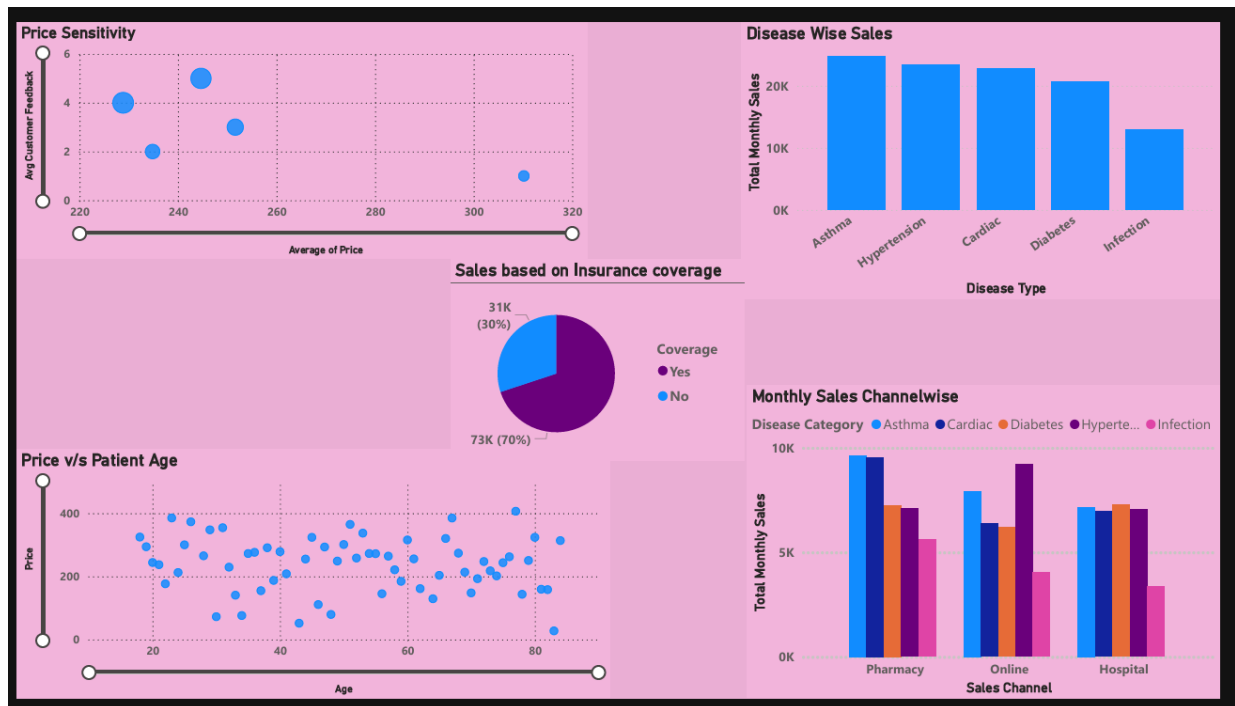 Price Sensitivity
Avg Customer Feedback
6
4
2
0
220 240 260 280 300 320
Average of Price
Disease Wise Sales
Total Monthly Sales
20K
10K
0K
Asthma Hypertension Cardiac Diabetes Infection
Disease Type
Sales based on Insurance coverage
31K
(30%)
73K (70%)
Coverage
Yes
No
Price v/s Patient Age
Price
400
200
0
20 40 60 80
Age
Monthly Sales Channelwise
Disease Category Asthma Cardiac Diabetes Hyperte... Infection
Total Monthly Sales
10K
5K
0K
Pharmacy Online Hospital
Sales Channel